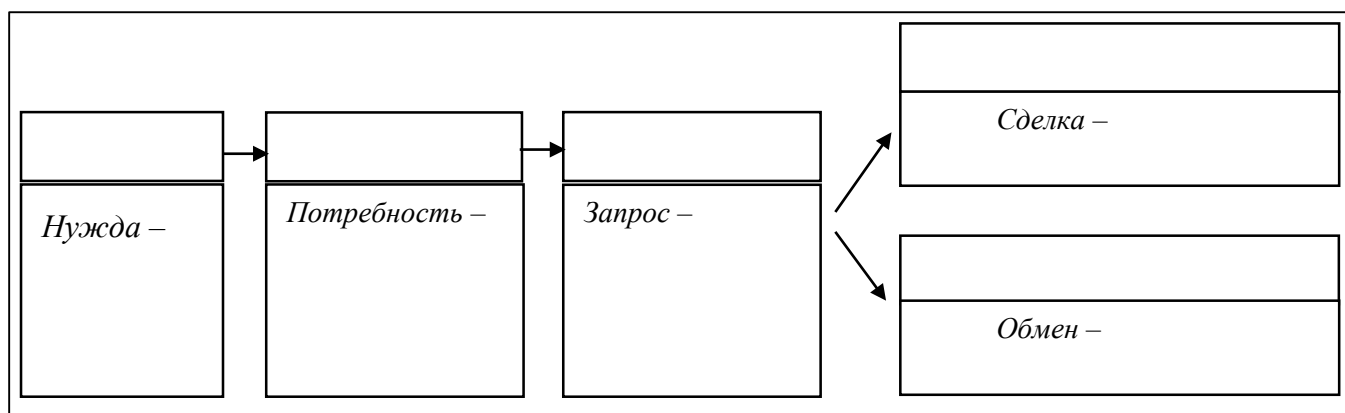 Нужда –
Потребность –
Запрос –
Сделка –
Обмен –